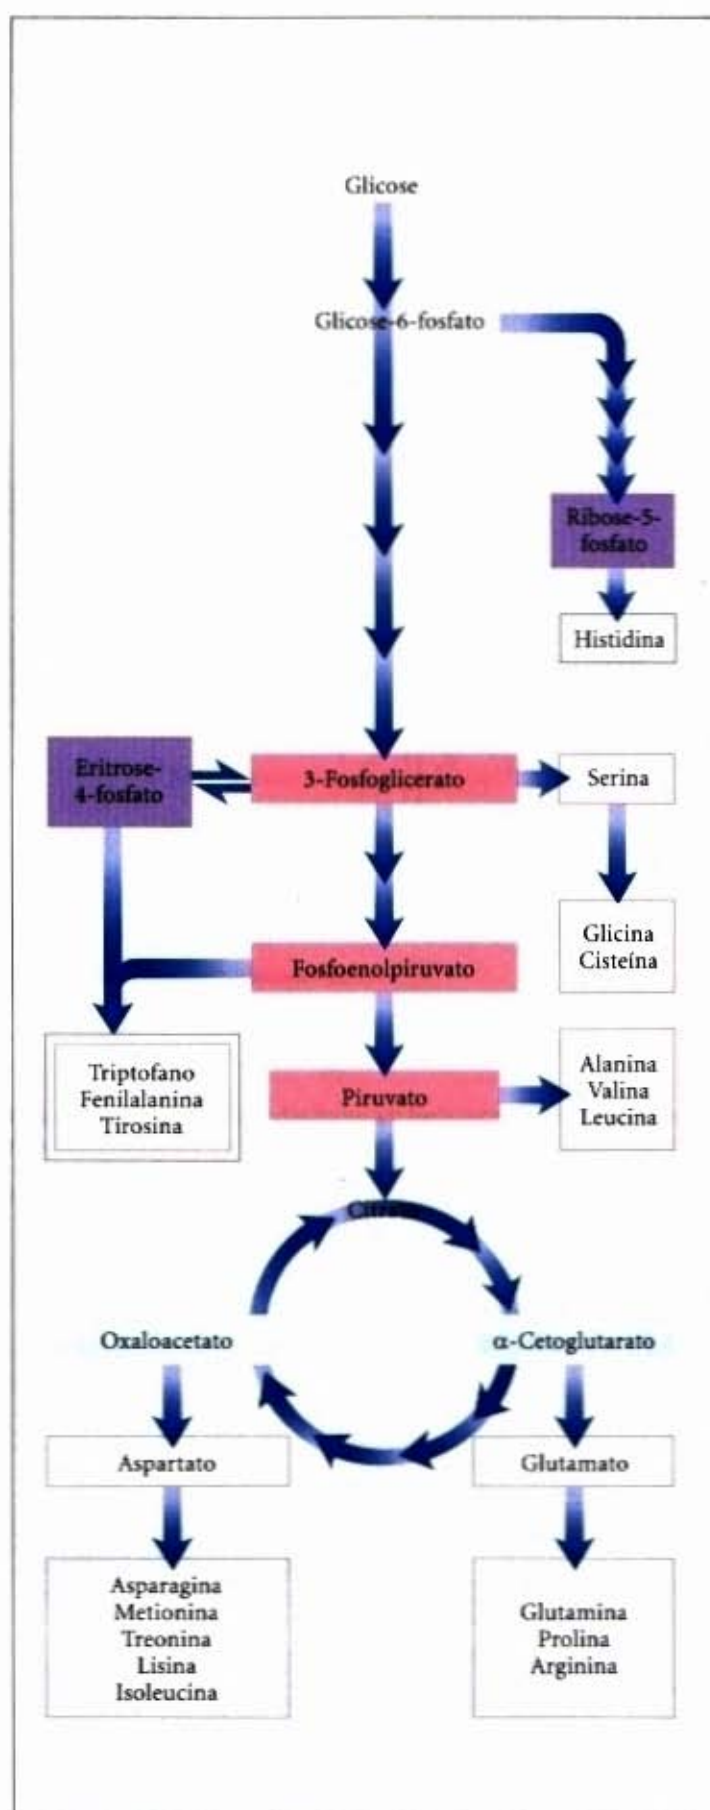 Glicose
Glicose-6-fosfato
Ribose-5-
fosfato
Histidina
Eritrose-
4-fosfato
3-Fosfoglicerato
Serina
Glicina
Cisteína
Fosfoenolpiruvato
Triptofano
Fenilalanina
Tirosina
Piruvato
Alanina
Valina
Leucina
Citrato
Oxaloacetato
α-Cetoglutarato
Aspartato
Glutamato
Asparagina
Metionina
Treonina
Lisina
Isoleucina
Glutamina
Prolina
Arginina